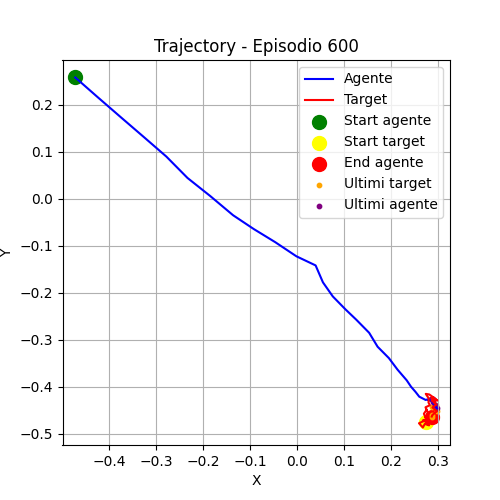 Trajectory - Episodio 600
Agente
Target
Start agente
Start target
End agente
Ultimi target
Ultimi agente
Y
0.2
0.1
0.0
−0.1
−0.2
−0.3
−0.4
−0.5
−0.4 −0.3 −0.2 −0.1 0.0 0.1 0.2 0.3
X